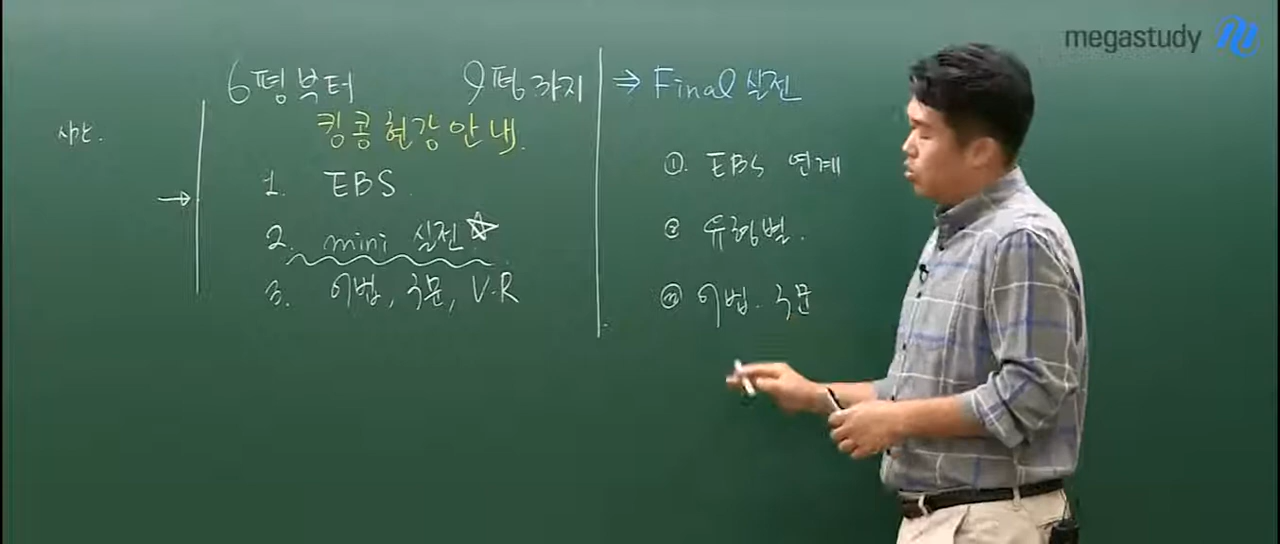 megastudy
6평부터 9평까지
킹콩 현강 안내.
1. EBS.
2. mini 실전☆
3. 어법, 구문, V-R
⇒ Final 실전
①. EBS 연계
② 유형별.
③ 어법. 구문